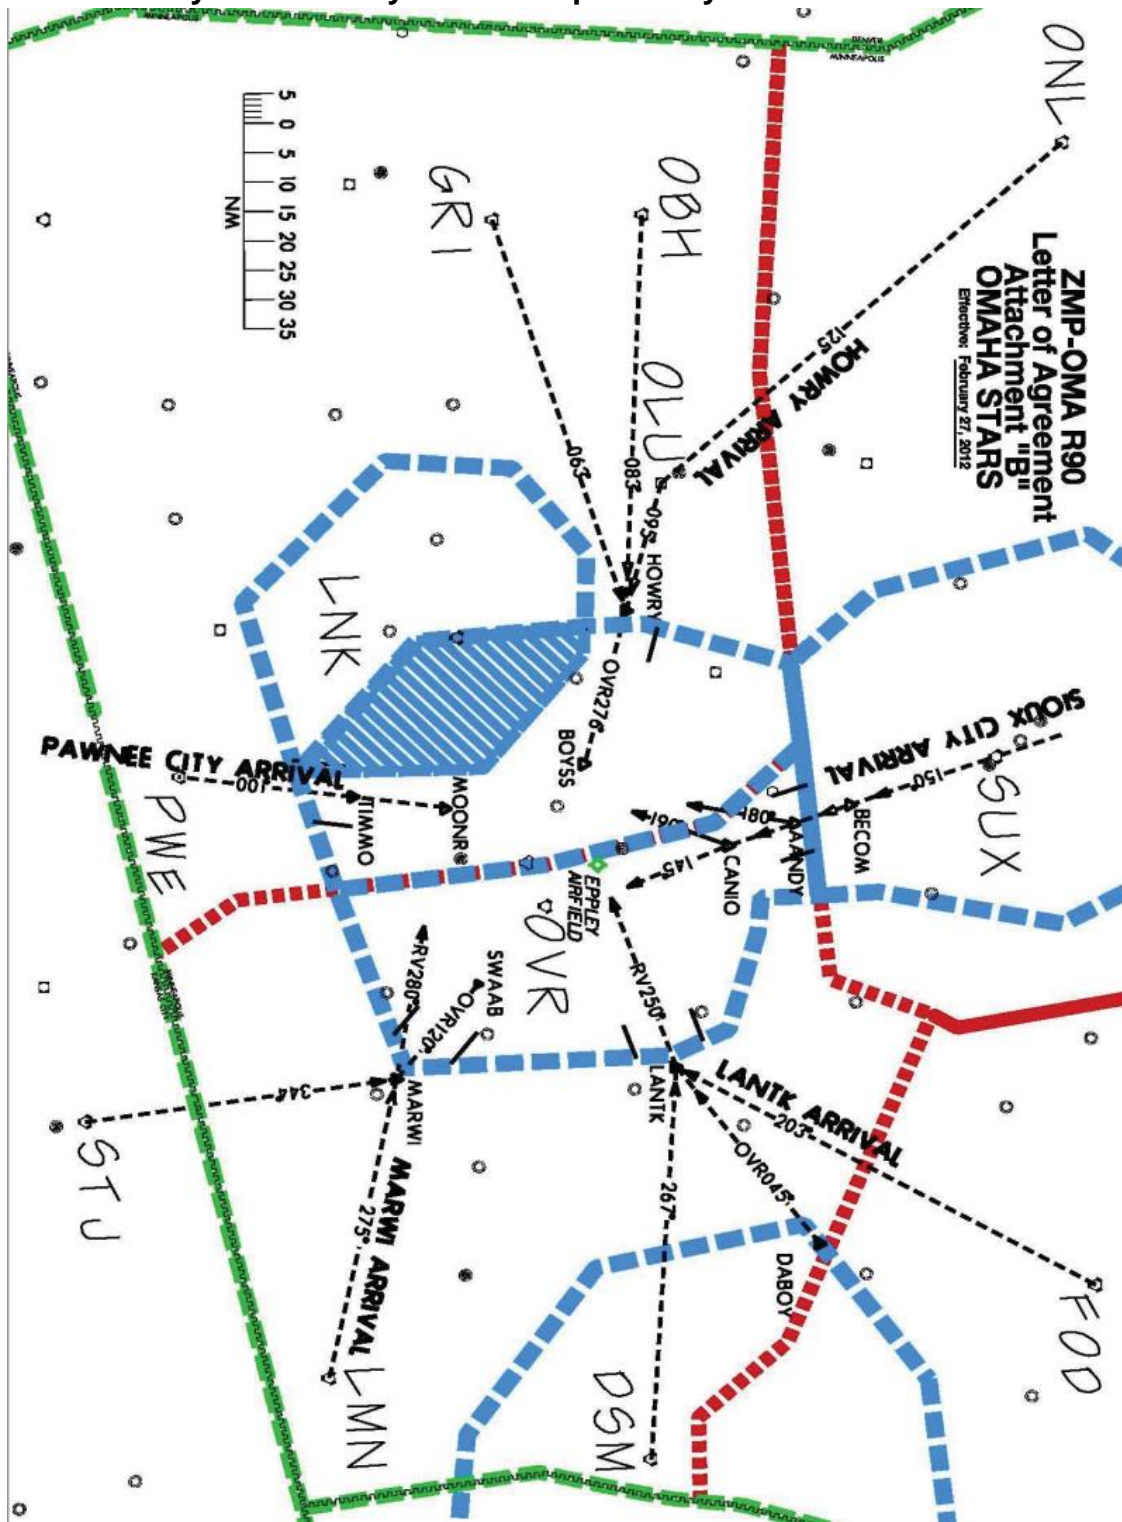 ZMP-OMA R90
Letter of Agreement
Attachment "B"
OMAHA STARS
Effective: February 27, 2012
MINNEAPOLIS
MINNEAPOLIS
5 0 5 10 15 20 25 30 35
NM
ONL
OBH
GRI
OLU
125
HOWRY ARRIVAL
063
083
095
HOWRY
OVR276
BOYSS
LNK
SIOUX CITY ARRIVAL
150
SUX
BECOM
AANDY
180
190
CANIO
145
PAWNEE CITY ARRIVAL
001
TIMMO
MOONR
PWE
EPPLEY
AIRFIELD
OVR
RV250
SWAAB
OVR120
RV280
MARWI
LANTK
LANTK ARRIVAL
203
OVR045
DABOY
FOD
267
DSM
344
STJ
MARWI ARRIVAL
275
LMN